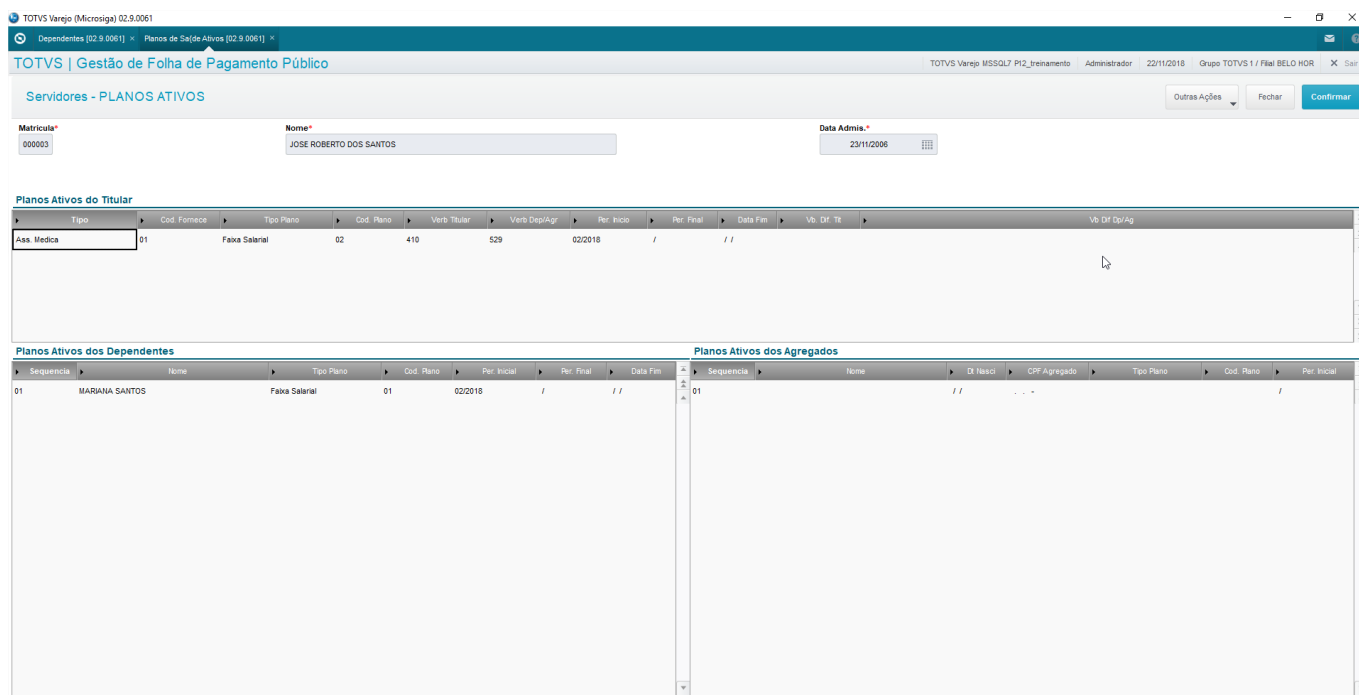 TOTVS Varejo (Microsiga) 02.9.0061
Dependentes [02.9.0061] × Planos de Sa[de Ativos [02.9.0061] ×
TOTVS | Gestão de Folha de Pagamento Público
TOTVS Varejo MSSQL7 P12_treinamento Administrador 22/11/2018 Grupo TOTVS 1 / Filial BELO HOR X Sair
Servidores - PLANOS ATIVOS
Outras Ações Fechar Confirmar
Matricula* Nome* Data Admis.*
000003 JOSE ROBERTO DOS SANTOS 23/11/2006
Planos Ativos do Titular
Tipo Cod. Fornece Tipo Plano Cod. Plano Verb Titular Verb Dep/Agr Per. Inicio Per. Final Data Fim Vb. Dif. Tit Vb Dif Dp/Ag
Ass. Medica 01 Faixa Salarial 02 410 529 02/2018 / / /
Planos Ativos dos Dependentes Planos Ativos dos Agregados
Sequencia Nome Tipo Plano Cod. Plano Per. Inicial Per. Final Data Fim Sequencia Nome Dt Nasci CPF Agregado Tipo Plano Cod. Plano Per. Inicial
01 MARIANA SANTOS Faixa Salarial 01 02/2018 / / / 01 / / . . - /